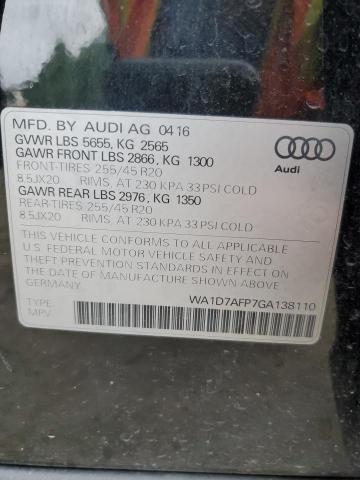 MFD. BY AUDI AG 04 16
GVWR LBS 5655, KG 2565
GAWR FRONT LBS 2866, KG 1300
FRONT-TIRES 255/45 R20
8.5JX20 RIMS, AT 230 KPA 33 PSI COLD
GAWR REAR LBS 2976, KG 1350
REAR-TIRES 255/45 R20
8.5JX20 RIMS, AT 230 KPA 33 PSI COLD
Audi
THIS VEHICLE CONFORMS TO ALL APPLICABLE
U.S. FEDERAL MOTOR VEHICLE SAFETY AND
THEFT PREVENTION STANDARDS IN EFFECT ON
THE DATE OF MANUFACTURE SHOWN ABOVE.
GERMANY.
WA1D7AFP7GA138110
TYPE:
MPV